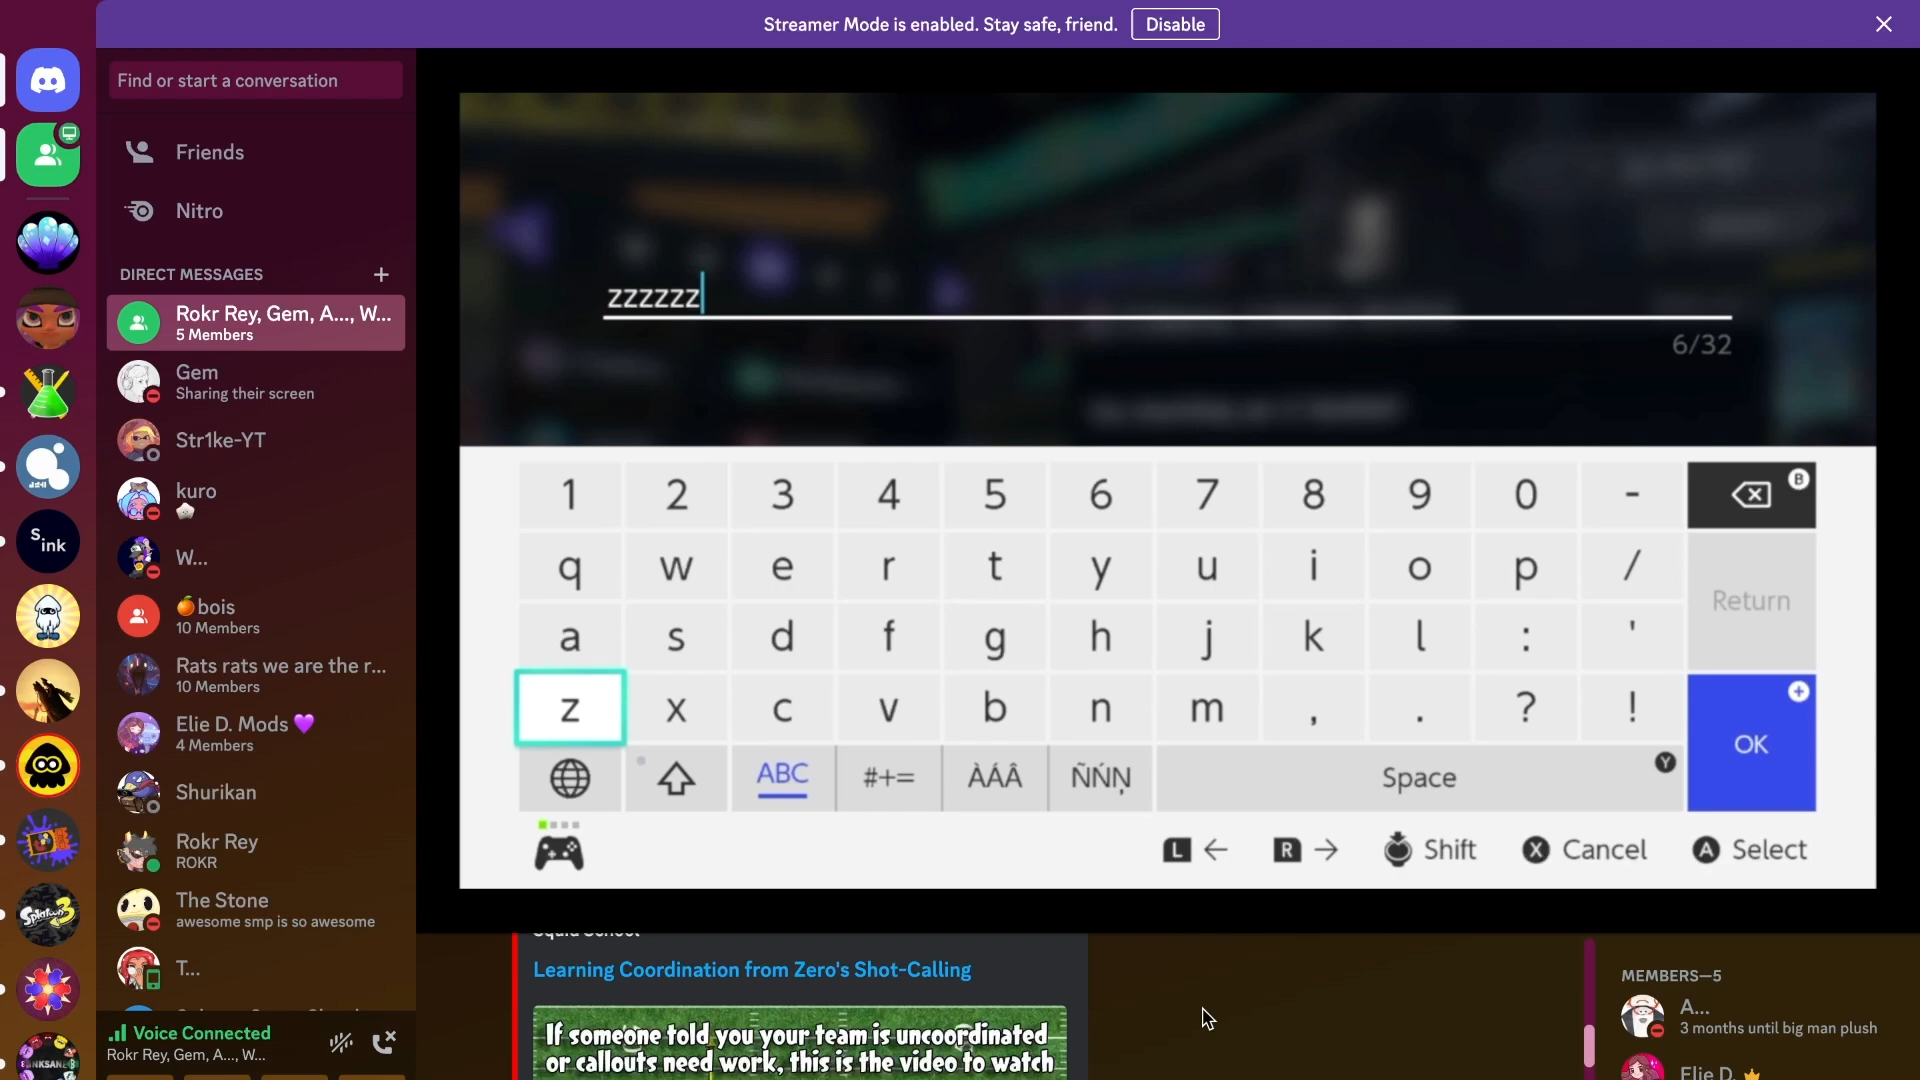 Streamer Mode is enabled. Stay safe, friend. Disable
Find or start a conversation
Friends
Nitro
DIRECT MESSAGES
Rokr Rey, Gem, A..., W...
5 Members
Gem
Sharing their screen
Str1ke-YT
kuro
W...
🍊bois
10 Members
Rats rats we are the r...
10 Members
Elie D. Mods 💜
4 Members
Shurikan
Rokr Rey
ROKR
The Stone
awesome smp is so awesome
T...
Voice Connected
Rokr Rey, Gem, A..., W...
Sink
Splatoon 3
zzzzzz
6/32
1 2 3 4 5 6 7 8 9 0 - B
q w e r t y u i o p /
Return
a s d f g h j k l : '
z x c v b n m , . ? ! +
OK
ABC #+= ÀÁÂ ÑŃŅ Space Y
L ← R → Shift X Cancel A Select
Squid School
Learning Coordination from Zero's Shot-Calling
If someone told you your team is uncoordinated
or callouts need work, this is the video to watch
MEMBERS—5
A...
3 months until big man plush
Elie D.